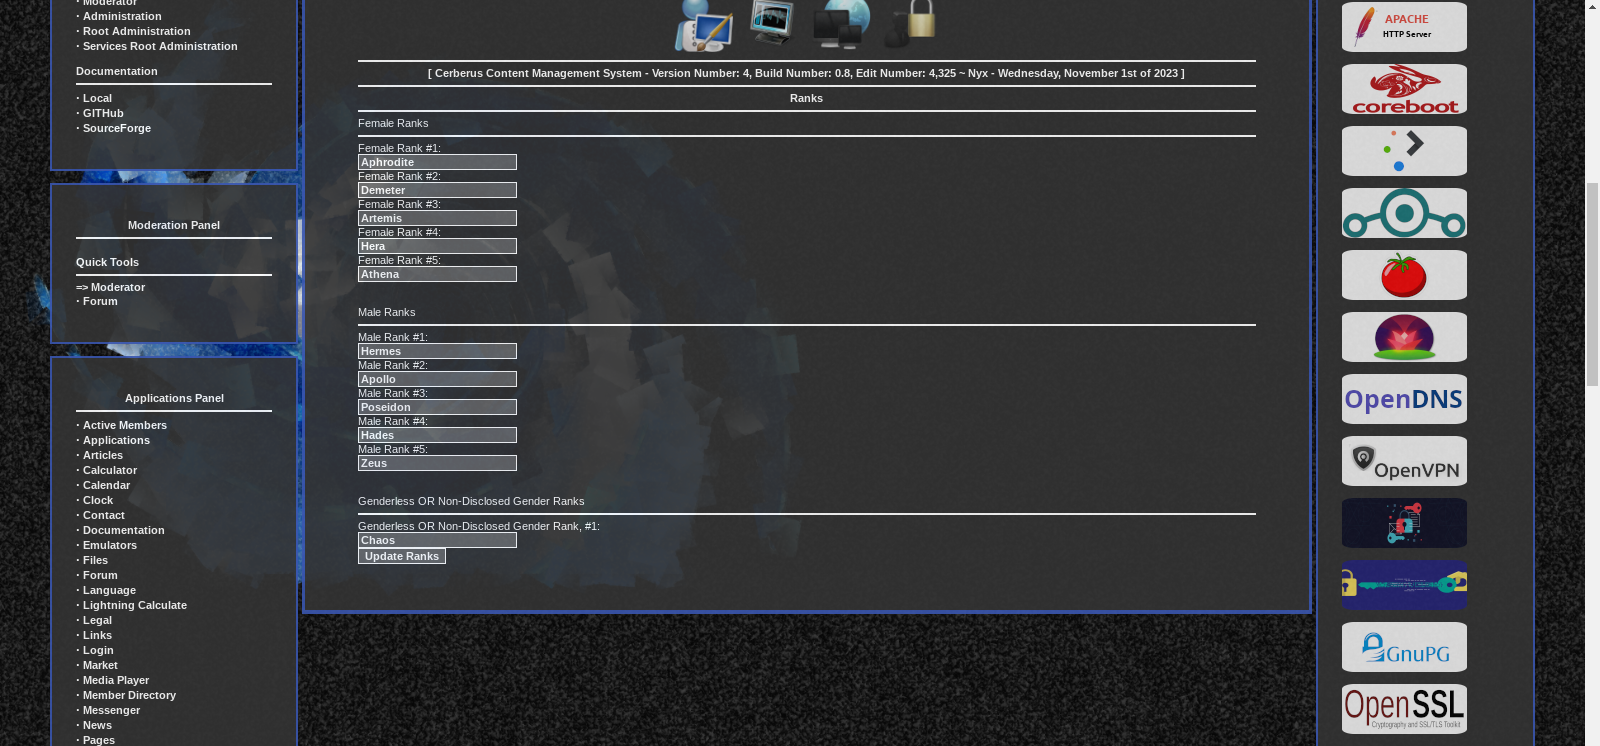 · Moderator
· Administration
· Root Administration
· Services Root Administration
Documentation
· Local
· GITHub
· SourceForge
Moderation Panel
Quick Tools
=> Moderator
· Forum
Applications Panel
· Active Members
· Applications
· Articles
· Calculator
· Calendar
· Clock
· Contact
· Documentation
· Emulators
· Files
· Forum
· Language
· Lightning Calculate
· Legal
· Links
· Login
· Market
· Media Player
· Member Directory
· Messenger
· News
· Pages
[ Cerberus Content Management System - Version Number: 4, Build Number: 0.8, Edit Number: 4,325 ~ Nyx - Wednesday, November 1st of 2023 ]
Ranks
Female Ranks
Female Rank #1:
Aphrodite
Female Rank #2:
Demeter
Female Rank #3:
Artemis
Female Rank #4:
Hera
Female Rank #5:
Athena
Male Ranks
Male Rank #1:
Hermes
Male Rank #2:
Apollo
Male Rank #3:
Poseidon
Male Rank #4:
Hades
Male Rank #5:
Zeus
Genderless OR Non-Disclosed Gender Ranks
Genderless OR Non-Disclosed Gender Rank, #1:
Chaos
Update Ranks
APACHE
HTTP Server
coreboot
OpenDNS
OpenVPN
GnuPG
OpenSSL
Cryptography and SSL/TLS Toolkit